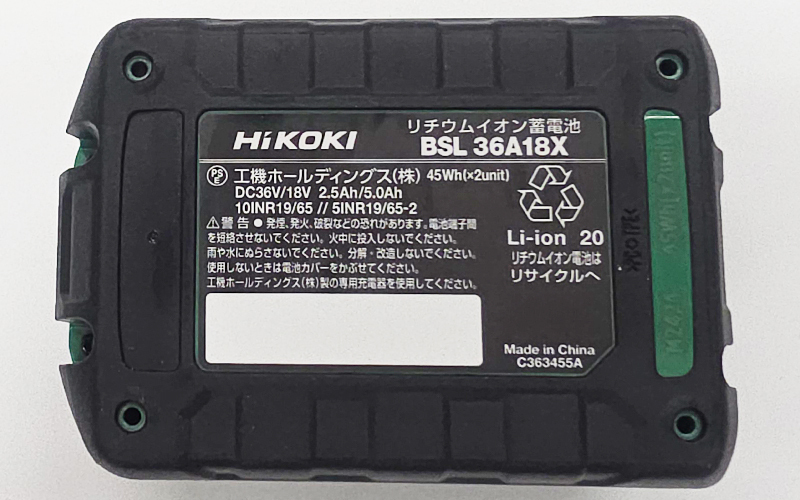 HiKOKI
リチウムイオン蓄電池
BSL 36A18X
PS
E
工機ホールディングス(株) 45Wh(×2unit)
DC36V/18V 2.5Ah/5.0Ah
10INR19/65 // 5INR19/65-2
⚠警告 ● 発煙、発火、破裂などの恐れがあります。電池端子間
を短絡させないでください。火中に投入しないでください。
雨や水にぬらさないでください。分解・改造しないでください。
使用しないときは電池カバーをかぶせてください。
工機ホールディングス(株)製の専用充電器を使用してください。
Li-ion 20
リチウムイオン電池は
リサイクルへ
Made in China
C363455A
45Wh(×2unit)